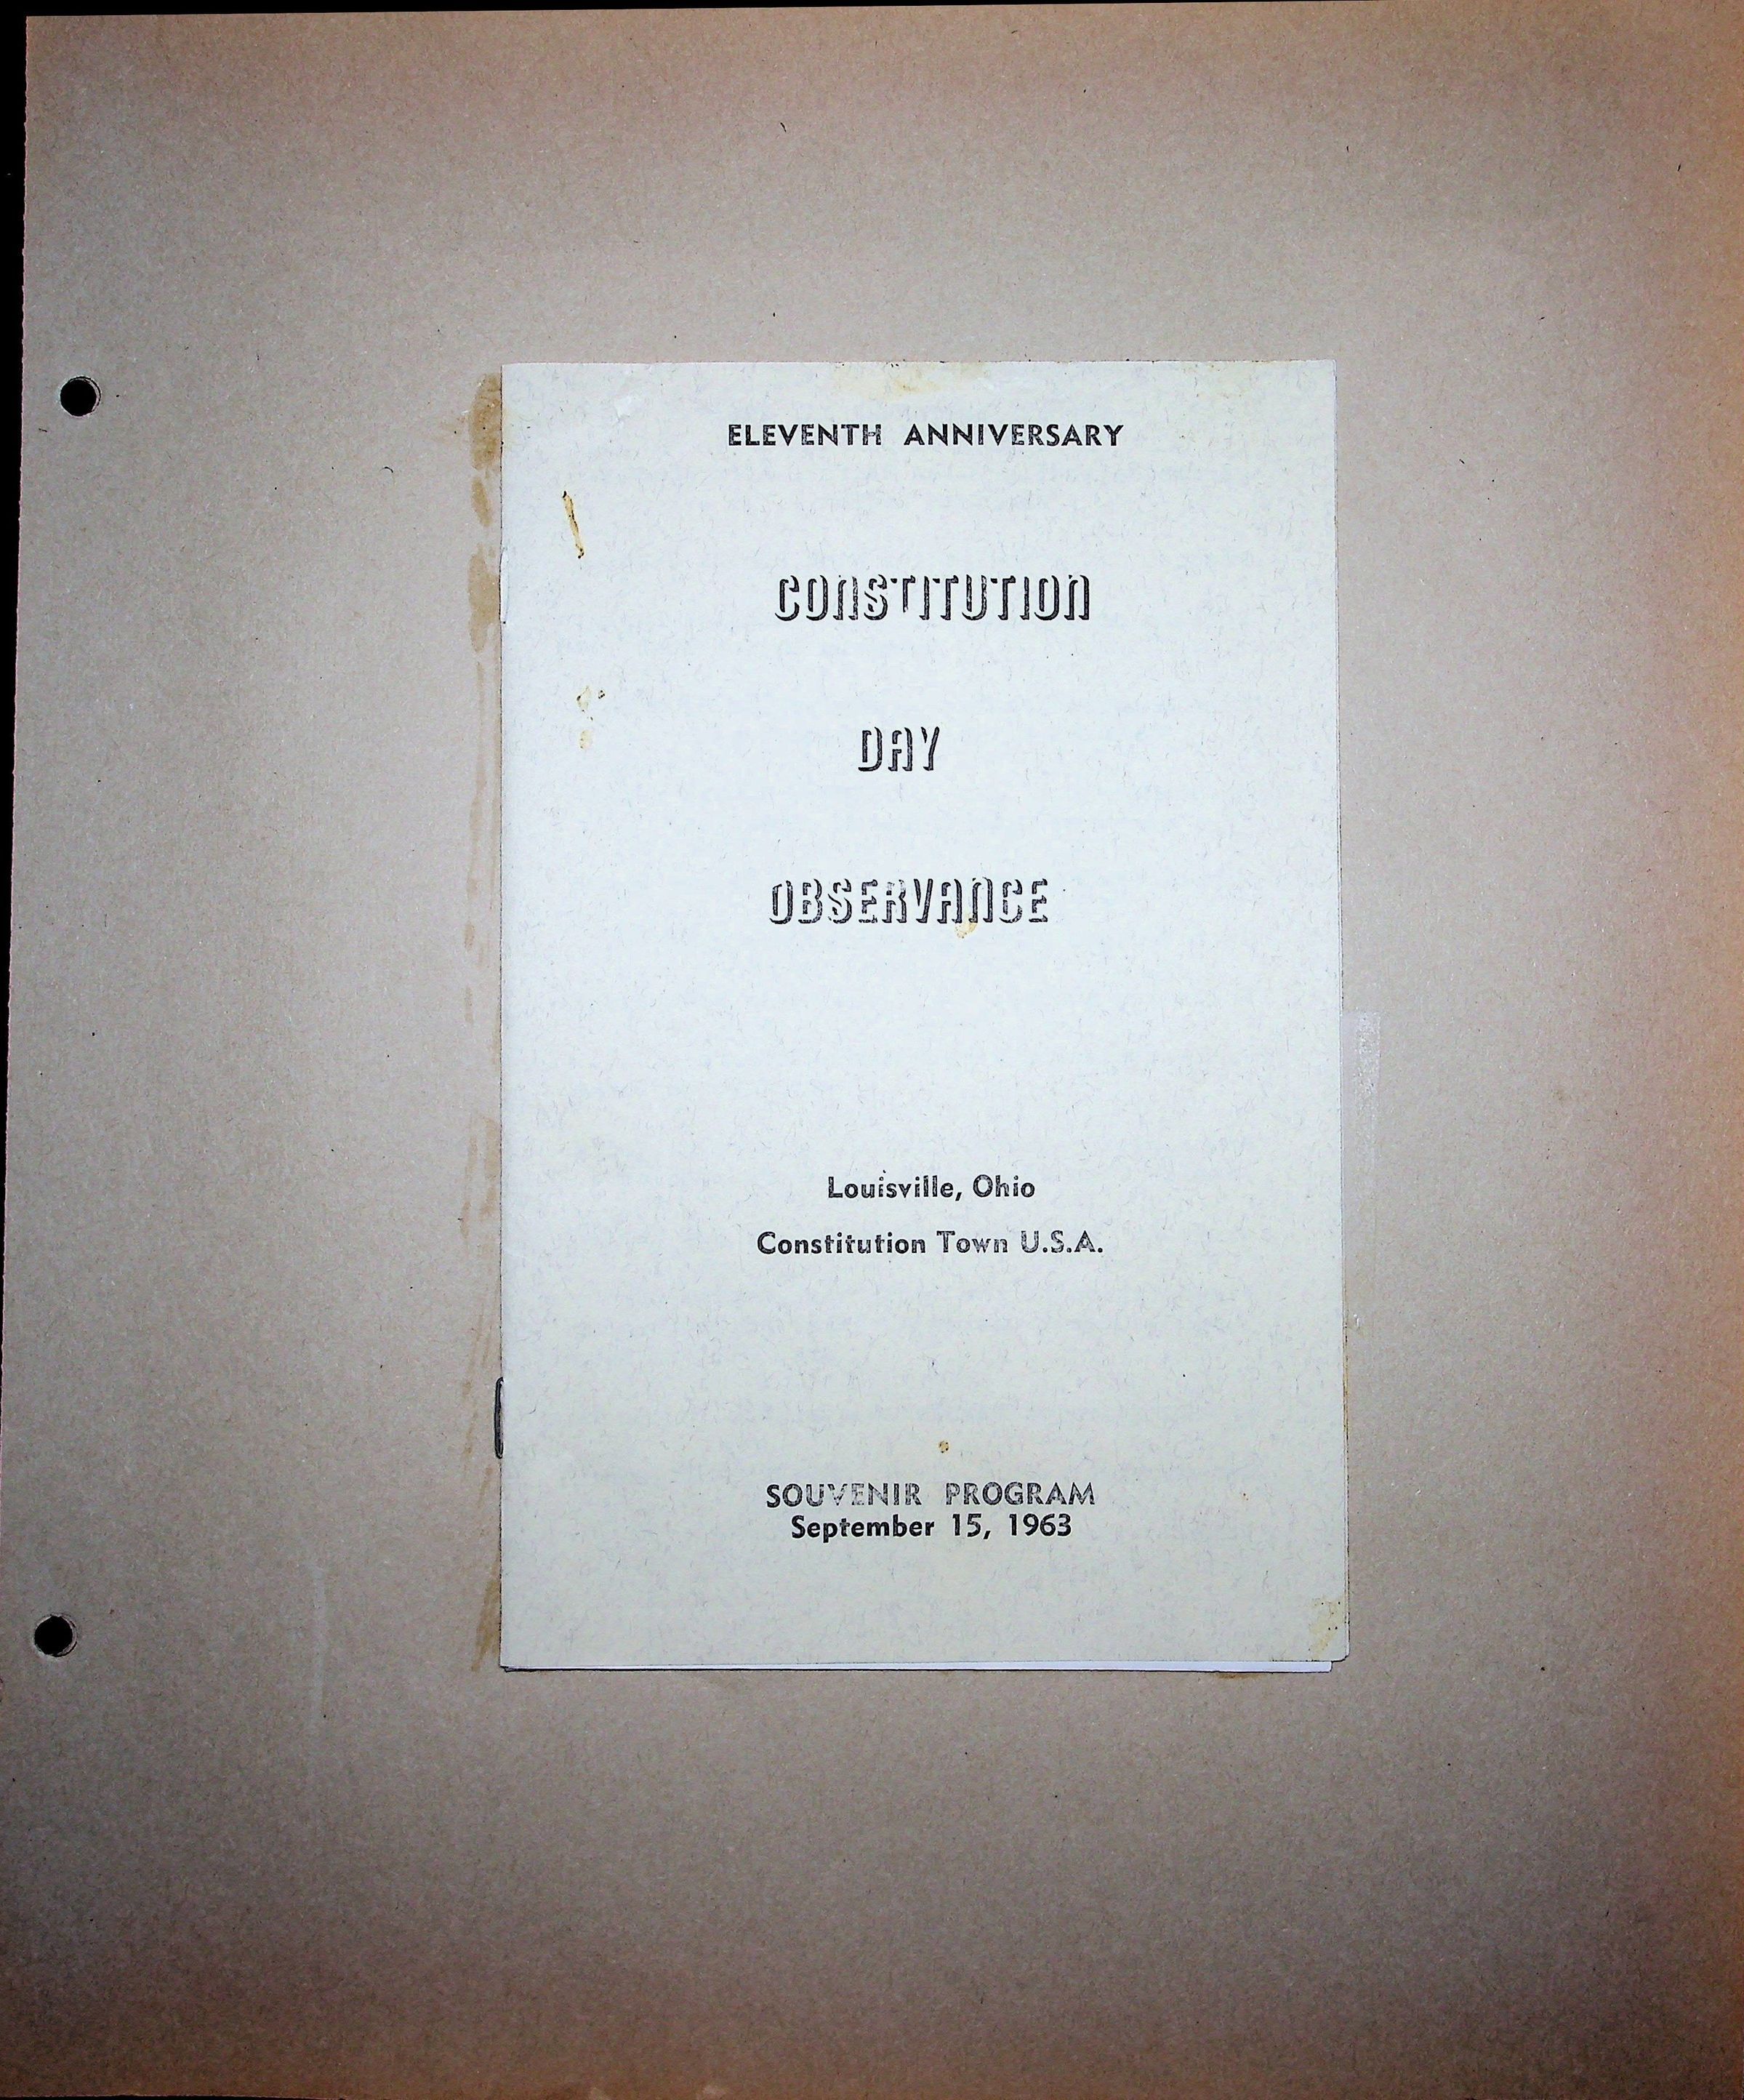 ELEVENTH ANNIVERSARY
CONSTITUTION
DAY
OBSERVANCE
Louisville, Ohio
Constitution Town U.S.A.
SOUVENIR PROGRAM
September 15, 1963